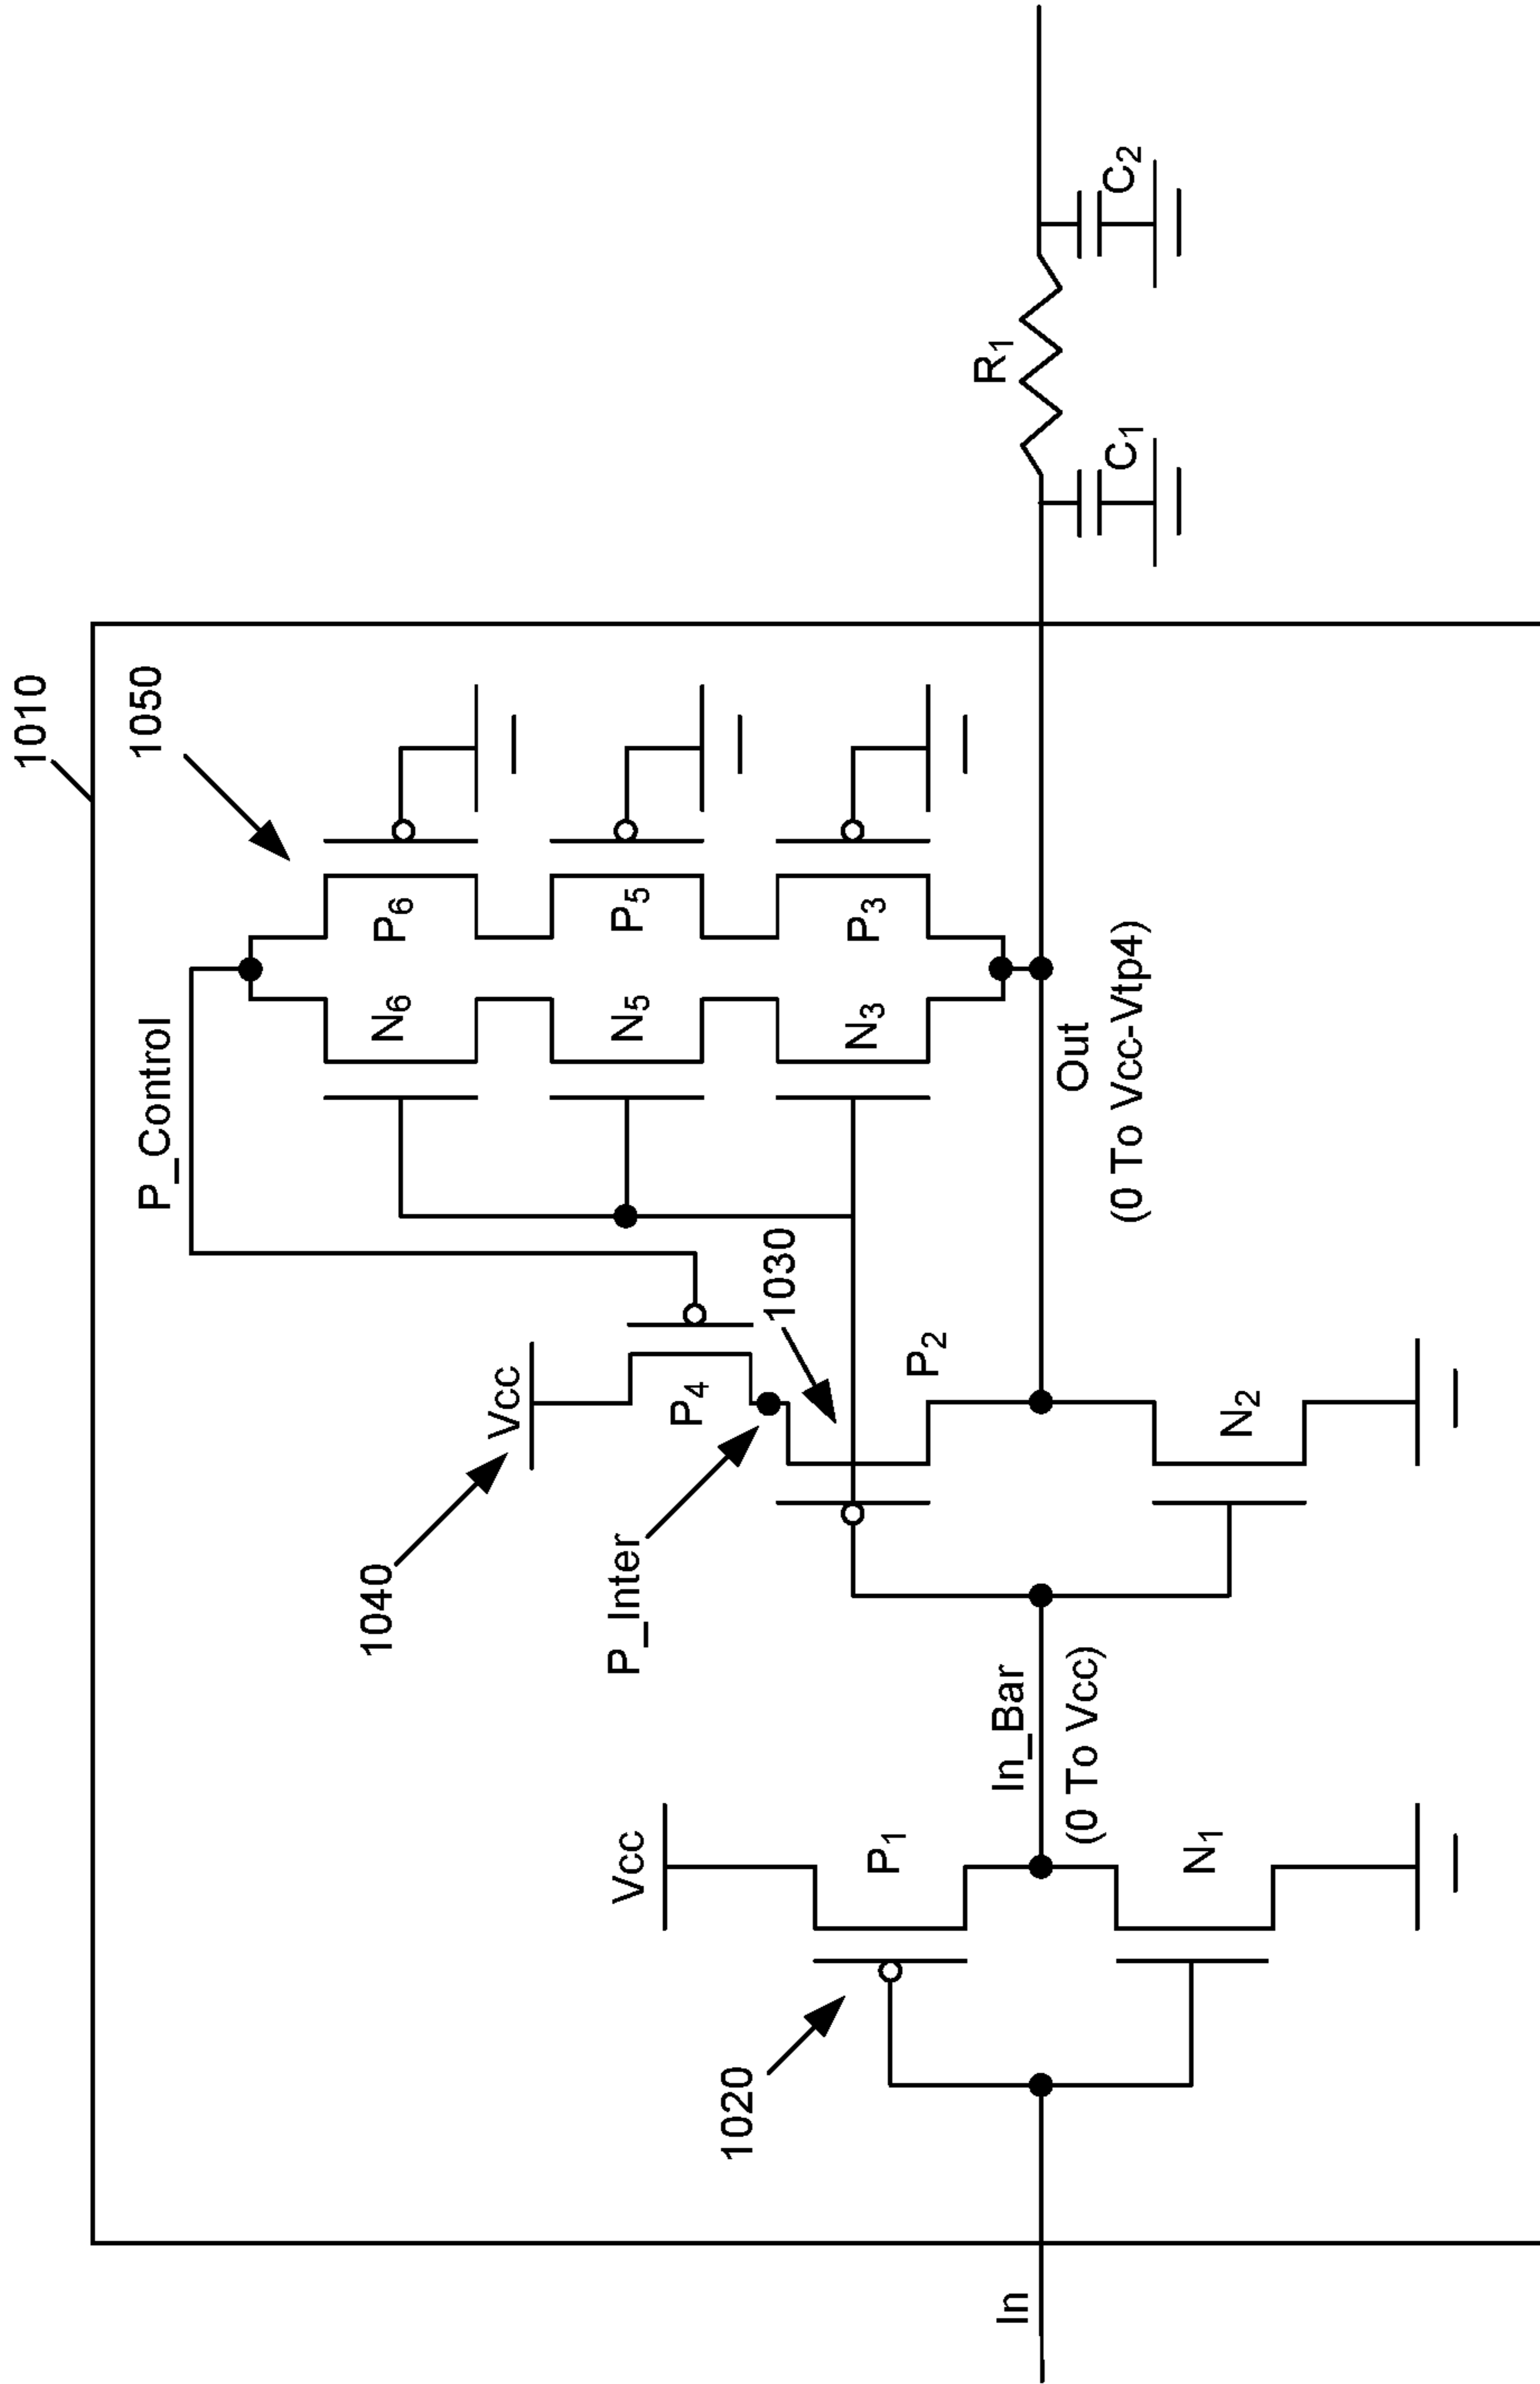 1010
1050
P_Control
P6
N6
P5
N5
P3
N3
1040
Vcc
P4
P_Inter
1030
P2
N2
Out
(0 To Vcc-Vtp4)
R1
C1
C2
Vcc
P1
N1
1020
In_Bar
(0 To Vcc)
In